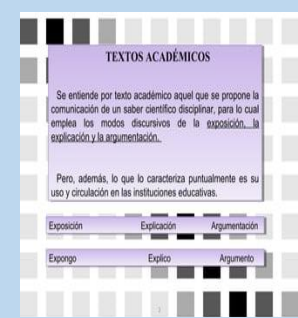 TEXTOS ACADÉMICOS
Se entiende por texto académico aquel que se propone la
comunicación de un saber científico disciplinar, para lo cual
emplea los modos discursivos de la exposición, la
explicación y la argumentación.
Pero, además, lo que lo caracteriza puntualmente es su
uso y circulación en las instituciones educativas.
Exposición Explicación Argumentación
Expongo Explico Argumento
1